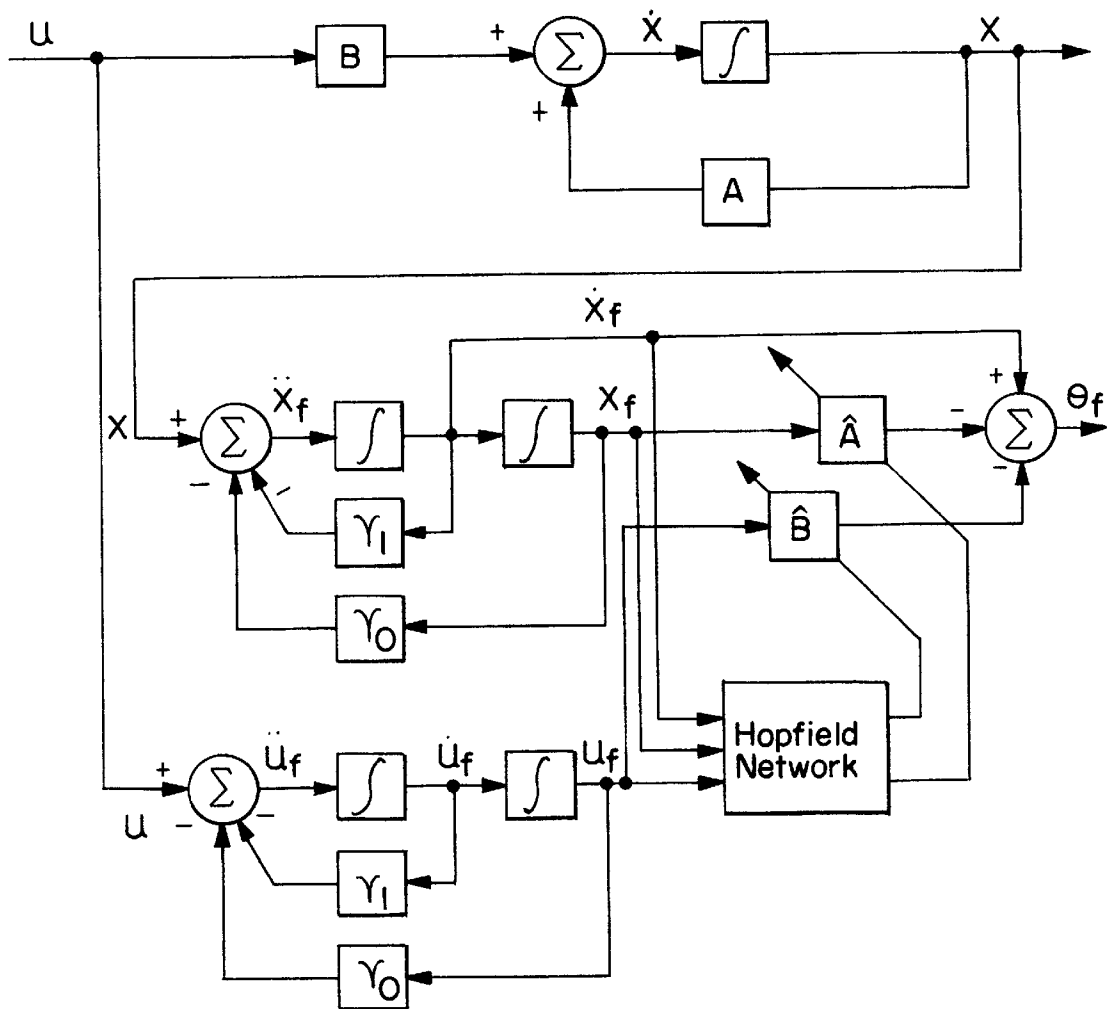 u
B
+
Σ
ẋ
∫
x
+
A
ẋf
x
+
Σ
ẍf
∫
∫
xf
Â
+
-
Σ
θf
-
-
-
γ1
B̂
γ0
Hopfield
Network
u
+
Σ
üf
∫
u̇f
∫
uf
-
-
γ1
γ0